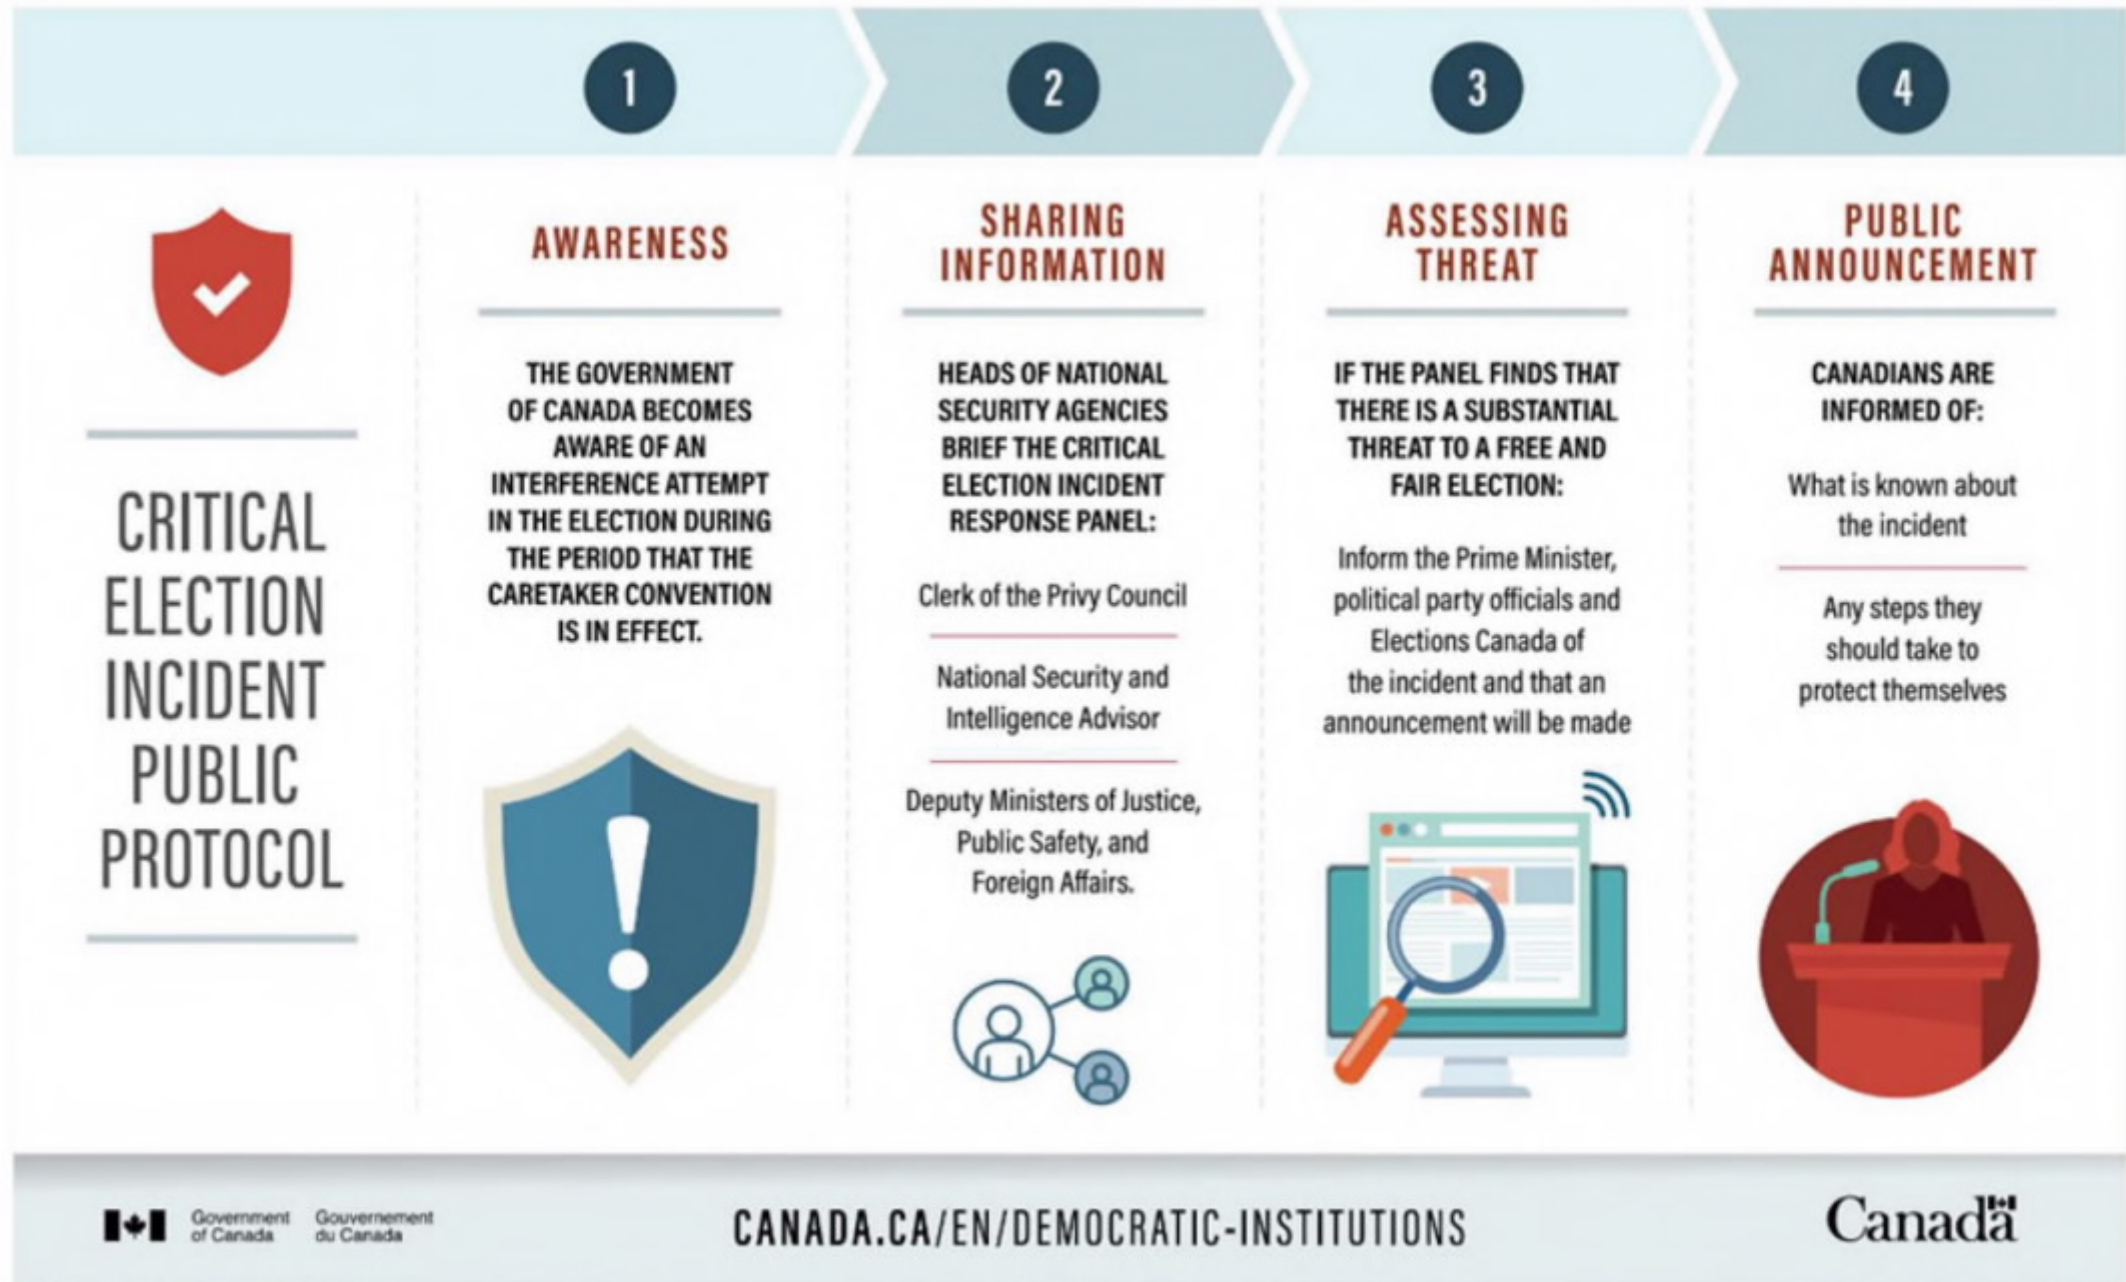 1
2
3
4
CRITICAL
ELECTION
INCIDENT
PUBLIC
PROTOCOL
AWARENESS
THE GOVERNMENT
OF CANADA BECOMES
AWARE OF AN
INTERFERENCE ATTEMPT
IN THE ELECTION DURING
THE PERIOD THAT THE
CARETAKER CONVENTION
IS IN EFFECT.
SHARING
INFORMATION
HEADS OF NATIONAL
SECURITY AGENCIES
BRIEF THE CRITICAL
ELECTION INCIDENT
RESPONSE PANEL:
Clerk of the Privy Council
National Security and
Intelligence Advisor
Deputy Ministers of Justice,
Public Safety, and
Foreign Affairs.
ASSESSING
THREAT
IF THE PANEL FINDS THAT
THERE IS A SUBSTANTIAL
THREAT TO A FREE AND
FAIR ELECTION:
Inform the Prime Minister,
political party officials and
Elections Canada of
the incident and that an
announcement will be made
PUBLIC
ANNOUNCEMENT
CANADIANS ARE
INFORMED OF:
What is known about
the incident
Any steps they
should take to
protect themselves
Government
of Canada
Gouvernement
du Canada
CANADA.CA/EN/DEMOCRATIC-INSTITUTIONS
Canada